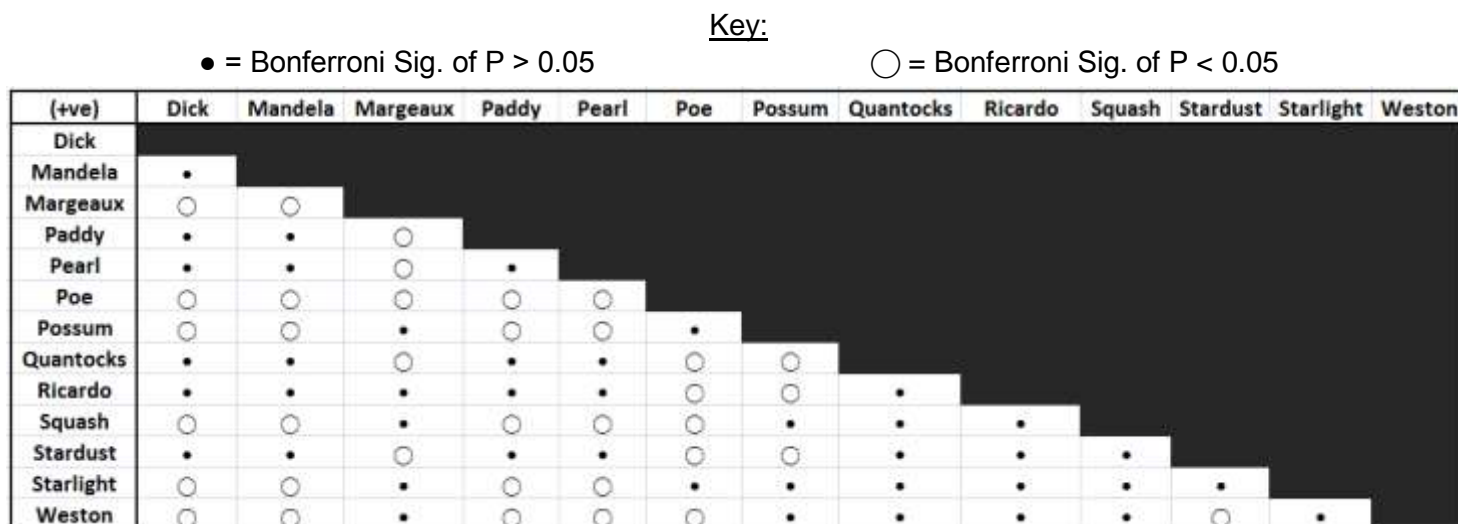 Key:
● = Bonferroni Sig. of P > 0.05 ◯ = Bonferroni Sig. of P < 0.05
(+ve) Dick Mandela Margeaux Paddy Pearl Poe Possum Quantocks Ricardo Squash Stardust Starlight Weston
Dick
Mandela •
Margeaux ◯ ◯
Paddy • • ◯
Pearl • • ◯ •
Poe ◯ ◯ ◯ ◯ ◯
Possum ◯ ◯ • ◯ ◯ •
Quantocks • • ◯ • • ◯ ◯
Ricardo • • • • • ◯ ◯ •
Squash ◯ ◯ • ◯ ◯ ◯ • • •
Stardust • • ◯ • • ◯ ◯ • • •
Starlight ◯ ◯ • ◯ ◯ • • • • • •
Weston ◯ ◯ • ◯ ◯ ◯ • • • • ◯ •